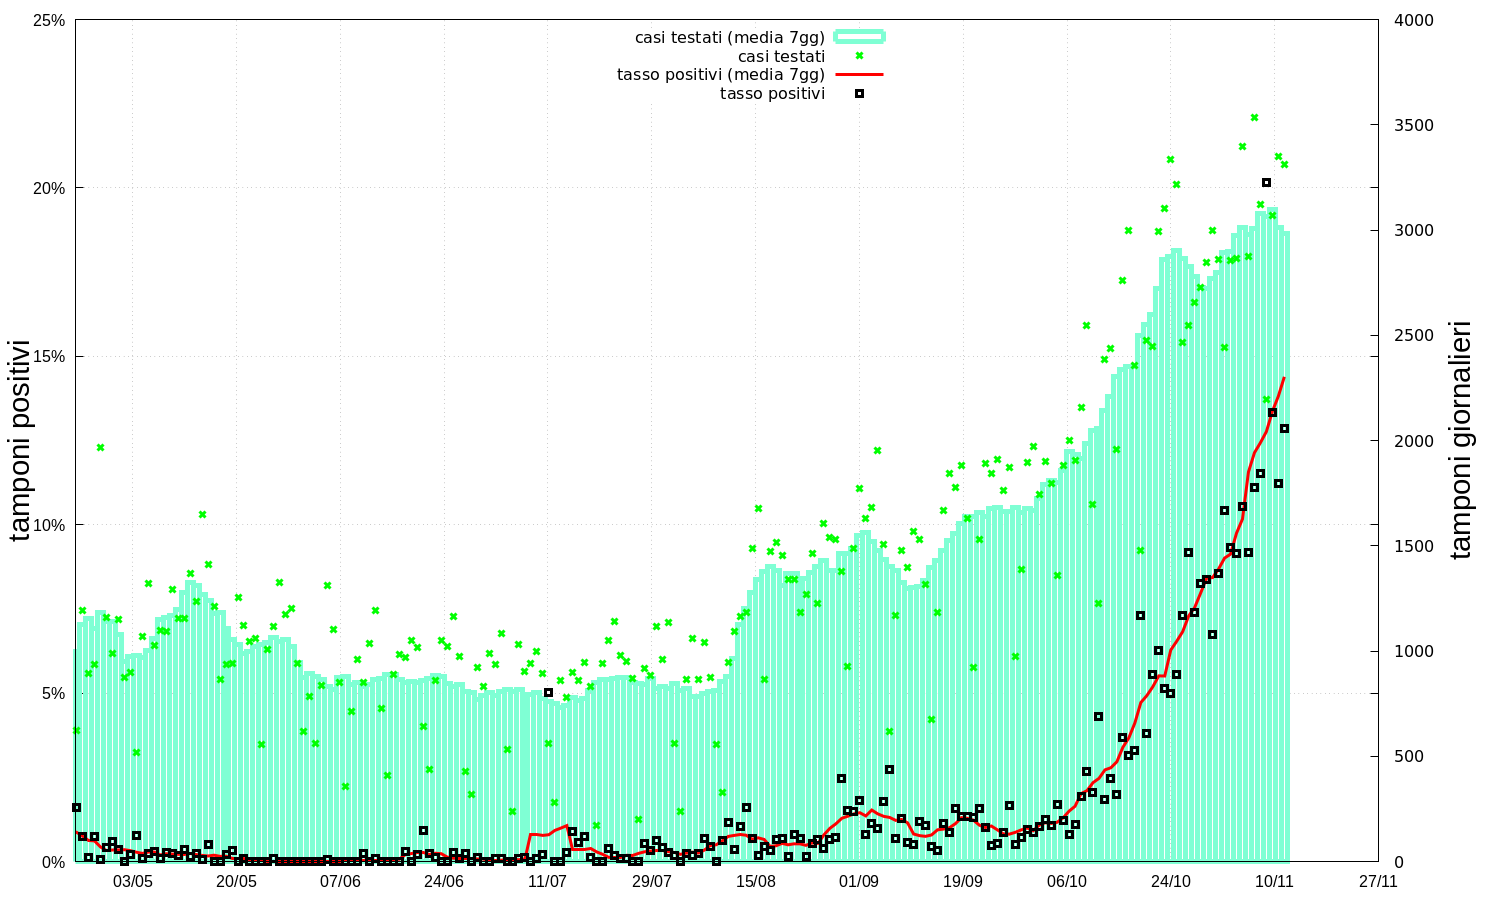 casi testati (media 7gg)
casi testati
tasso positivi (media 7gg)
tasso positivi
25%
20%
15%
10%
5%
0%
tamponi positivi
4000
3500
3000
2500
2000
1500
1000
500
0
tamponi giornalieri
03/05 20/05 07/06 24/06 11/07 29/07 15/08 01/09 19/09 06/10 24/10 10/11 27/11